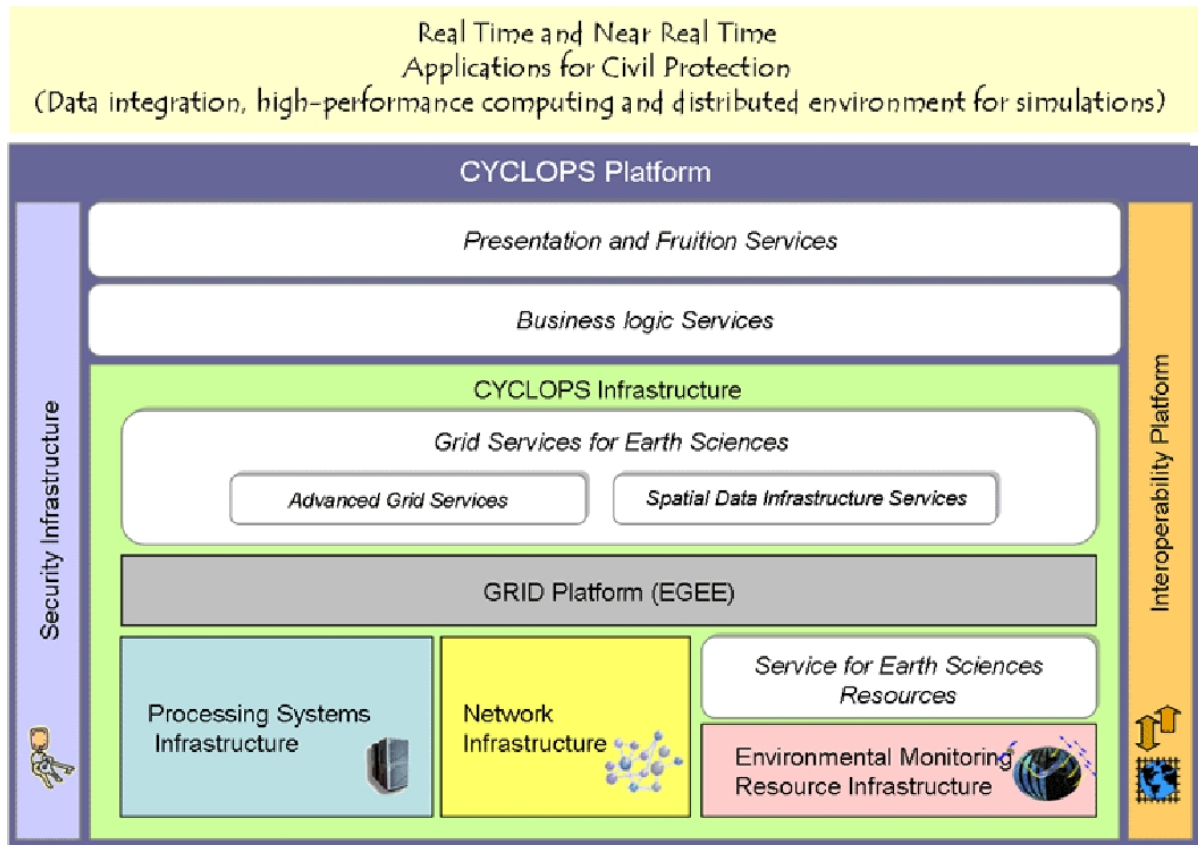 Real Time and Near Real Time
Applications for Civil Protection
(Data integration, high-performance computing and distributed environment for simulations)
CYCLOPS Platform
Security Infrastructure
Presentation and Fruition Services
Business logic Services
CYCLOPS Infrastructure
Grid Services for Earth Sciences
Advanced Grid Services
Spatial Data Infrastructure Services
GRID Platform (EGEE)
Processing Systems
Infrastructure
Network
Infrastructure
Service for Earth Sciences
Resources
Environmental Monitoring
Resource Infrastructure
Interoperability Platform